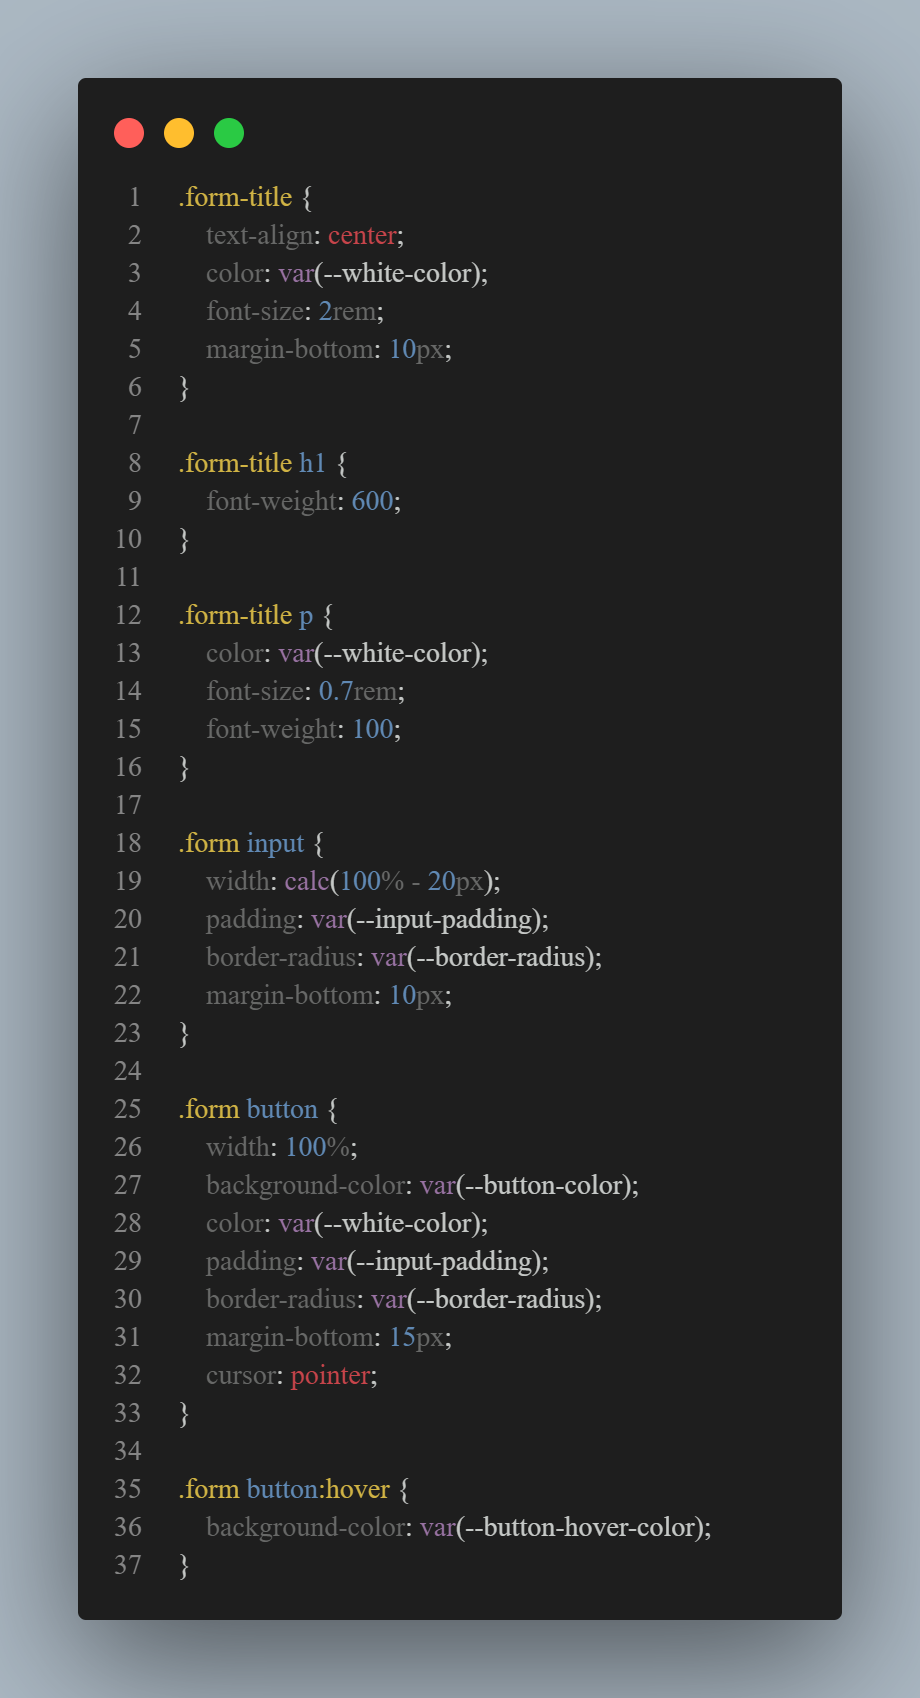 1 .form-title {
2     text-align: center;
3     color: var(--white-color);
4     font-size: 2rem;
5     margin-bottom: 10px;
6 }
7
8 .form-title h1 {
9     font-weight: 600;
10 }
11
12 .form-title p {
13     color: var(--white-color);
14     font-size: 0.7rem;
15     font-weight: 100;
16 }
17
18 .form input {
19     width: calc(100% - 20px);
20     padding: var(--input-padding);
21     border-radius: var(--border-radius);
22     margin-bottom: 10px;
23 }
24
25 .form button {
26     width: 100%;
27     background-color: var(--button-color);
28     color: var(--white-color);
29     padding: var(--input-padding);
30     border-radius: var(--border-radius);
31     margin-bottom: 15px;
32     cursor: pointer;
33 }
34
35 .form button:hover {
36     background-color: var(--button-hover-color);
37 }